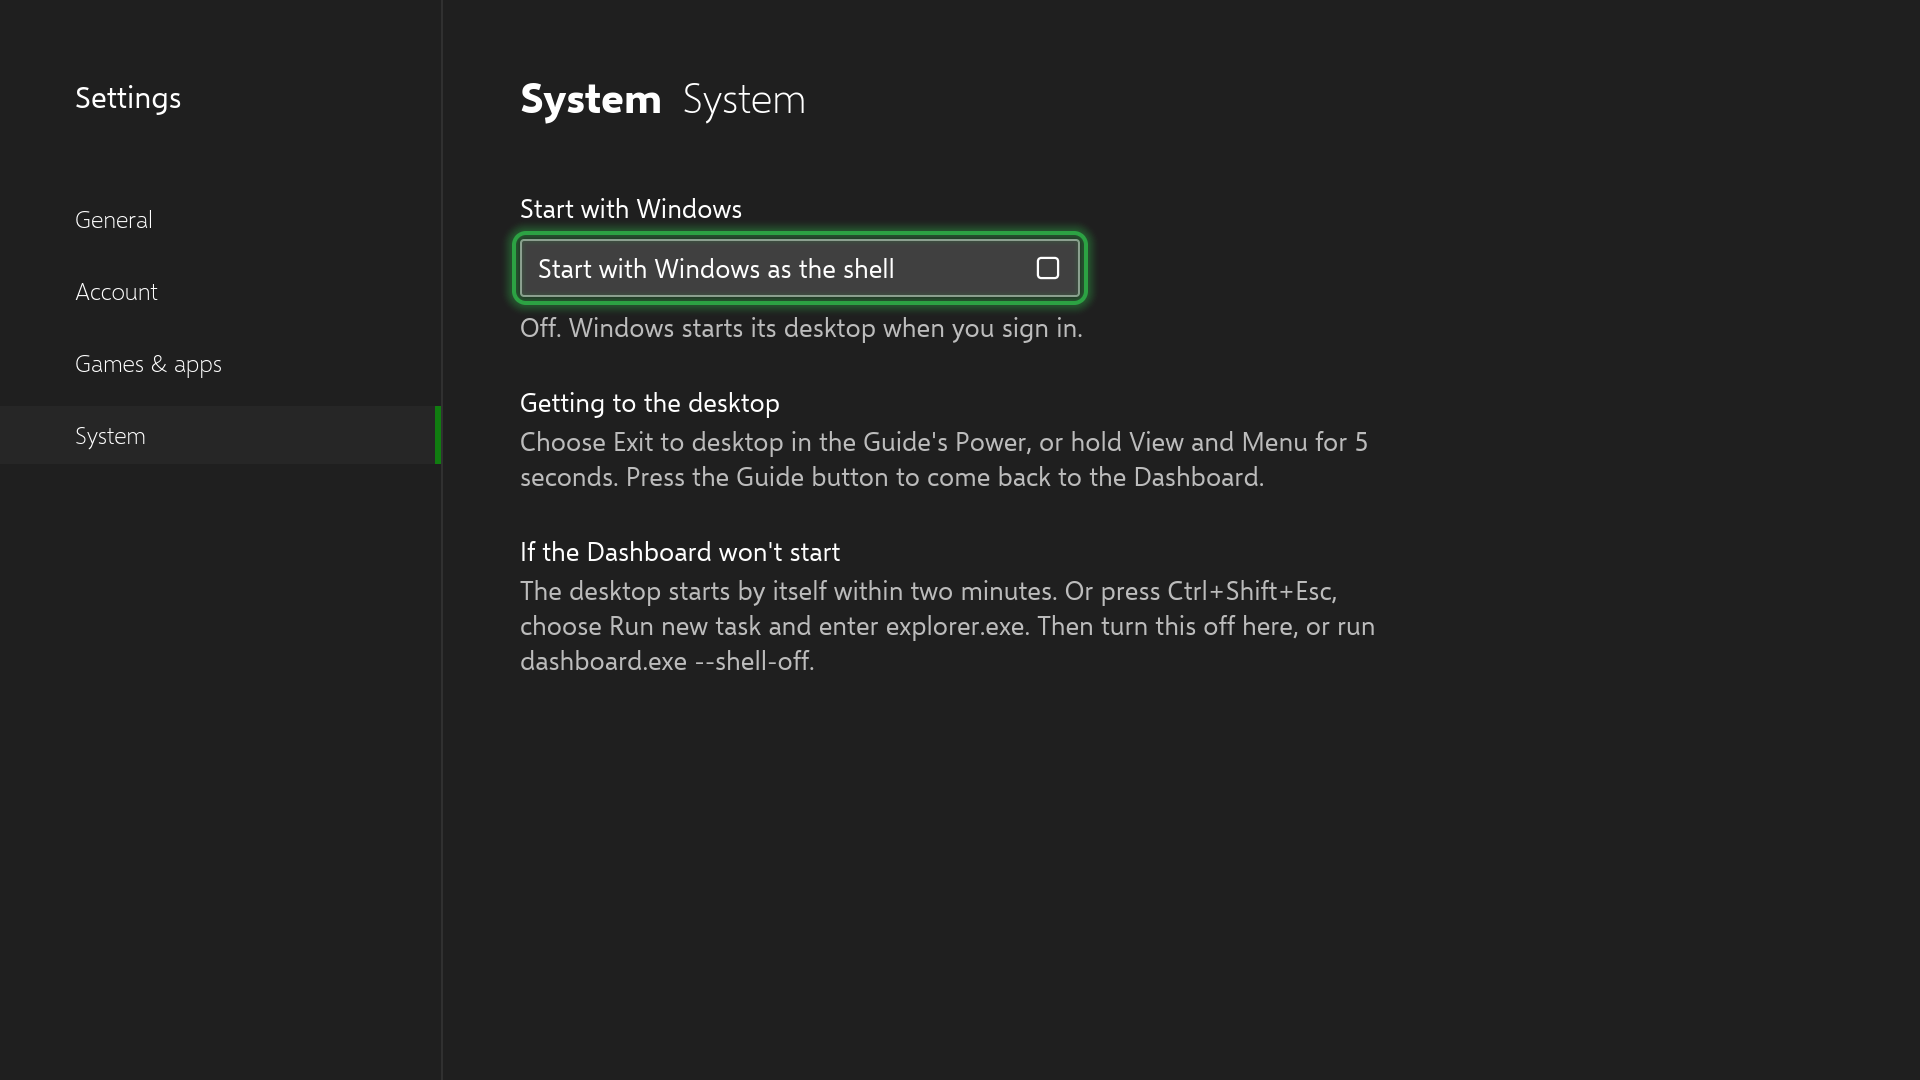 Settings
General
Account
Games & apps
System
System System
Start with Windows
Start with Windows as the shell
Off. Windows starts its desktop when you sign in.
Getting to the desktop
Choose Exit to desktop in the Guide's Power, or hold View and Menu for 5
seconds. Press the Guide button to come back to the Dashboard.
If the Dashboard won't start
The desktop starts by itself within two minutes. Or press Ctrl+Shift+Esc,
choose Run new task and enter explorer.exe. Then turn this off here, or run
dashboard.exe --shell-off.